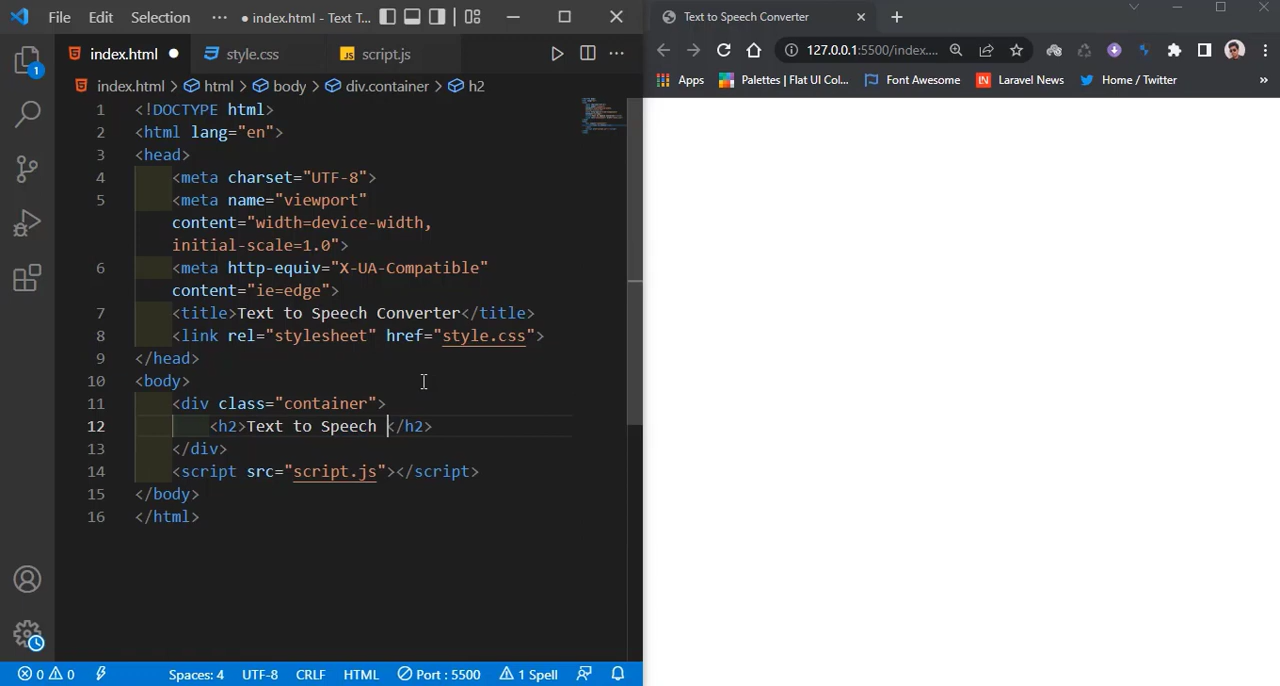 File Edit Selection ··· ● index.html - Text T...
index.html ● style.css script.js
index.html > html > body > div.container > h2
1 <!DOCTYPE html>
2 <html lang="en">
3 <head>
4 <meta charset="UTF-8">
5 <meta name="viewport"
content="width=device-width,
initial-scale=1.0">
6 <meta http-equiv="X-UA-Compatible"
content="ie=edge">
7 <title>Text to Speech Converter</title>
8 <link rel="stylesheet" href="style.css">
9 </head>
10 <body>
11 <div class="container">
12 <h2>Text to Speech </h2>
13 </div>
14 <script src="script.js"></script>
15 </body>
16 </html>
1
0 0 Spaces: 4 UTF-8 CRLF HTML Port : 5500 1 Spell
Text to Speech Converter
127.0.0.1:5500/index....
Apps Palettes | Flat UI Col... Font Awesome IN Laravel News Home / Twitter »